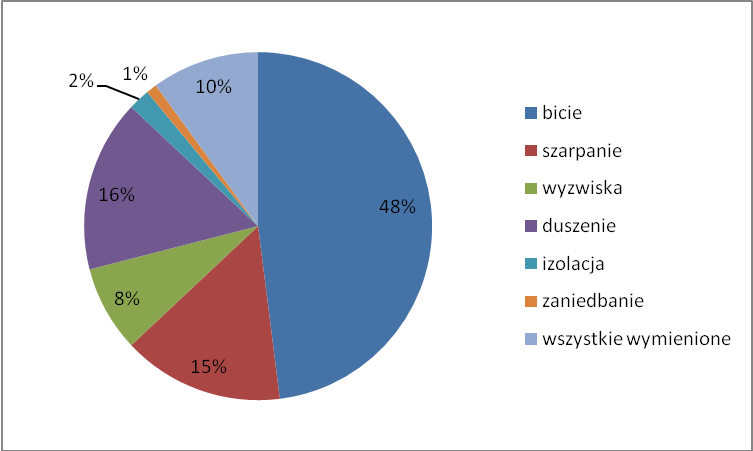 1%
2%
10%
48%
16%
8%
15%
bicie
szarpanie
wyzwiska
duszenie
izolacja
zaniedbanie
wszystkie wymienione